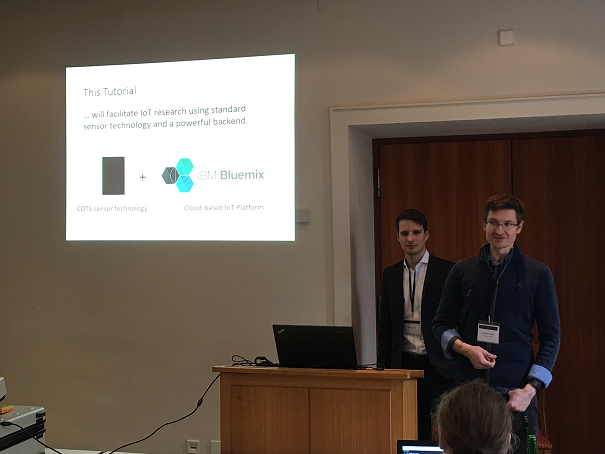 This Tutorial
... will facilitate IoT research using standard
sensor technology and a powerful backend.
+
IBM Bluemix
COTS sensor technology
Cloud-based IoT Platform